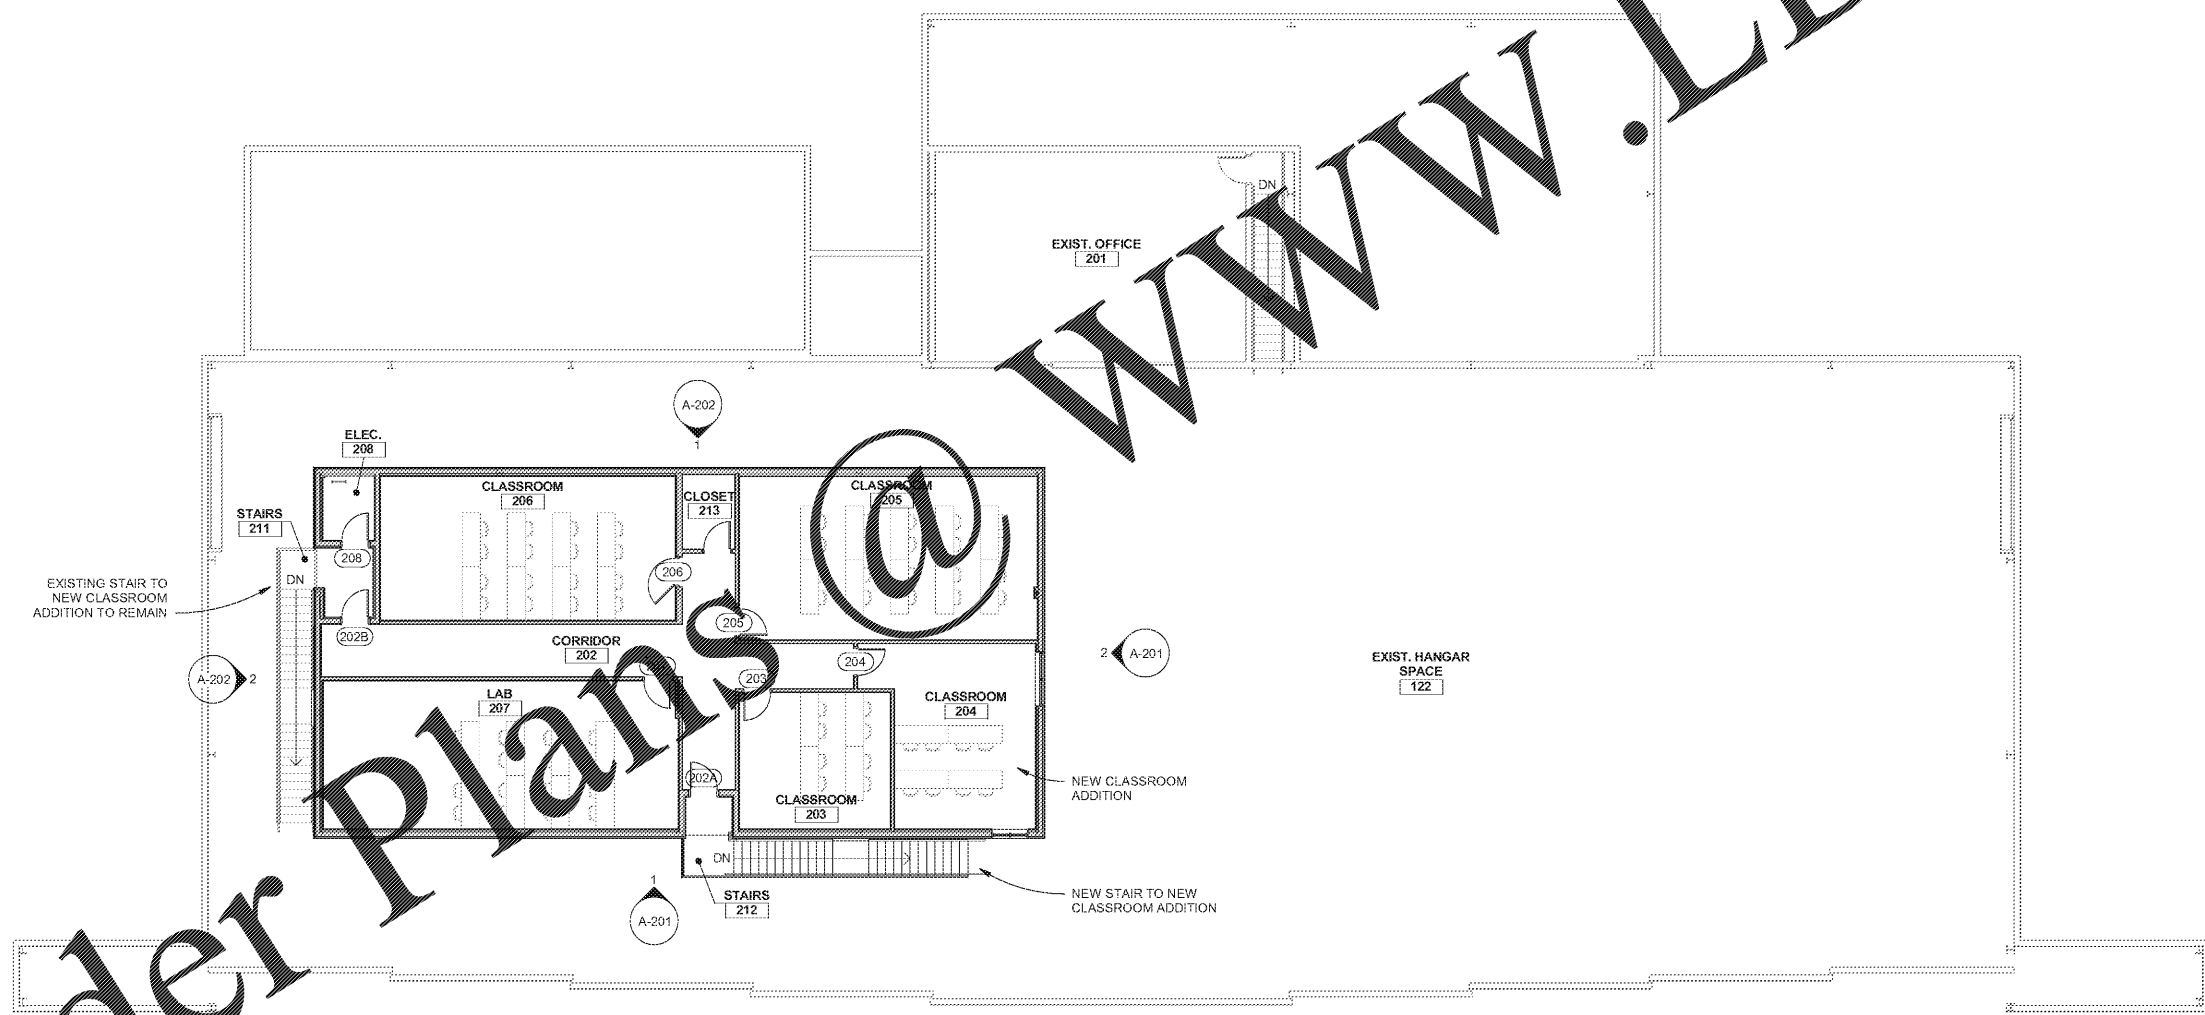 der Plans @ www.
DN
EXIST. OFFICE
201
A-202
1
ELEC.
208
CLASSROOM
206
CLOSET
213
CLASSROOM
205
STAIRS
211
208
206
DN
EXISTING STAIR TO
NEW CLASSROOM
ADDITION TO REMAIN
205
202B
CORRIDOR
202
204
2
A-201
EXIST. HANGAR
SPACE
122
A-202
2
203
LAB
207
CLASSROOM
204
202A
NEW CLASSROOM
ADDITION
CLASSROOM
203
DN
1
A-201
STAIRS
212
NEW STAIR TO NEW
CLASSROOM ADDITION